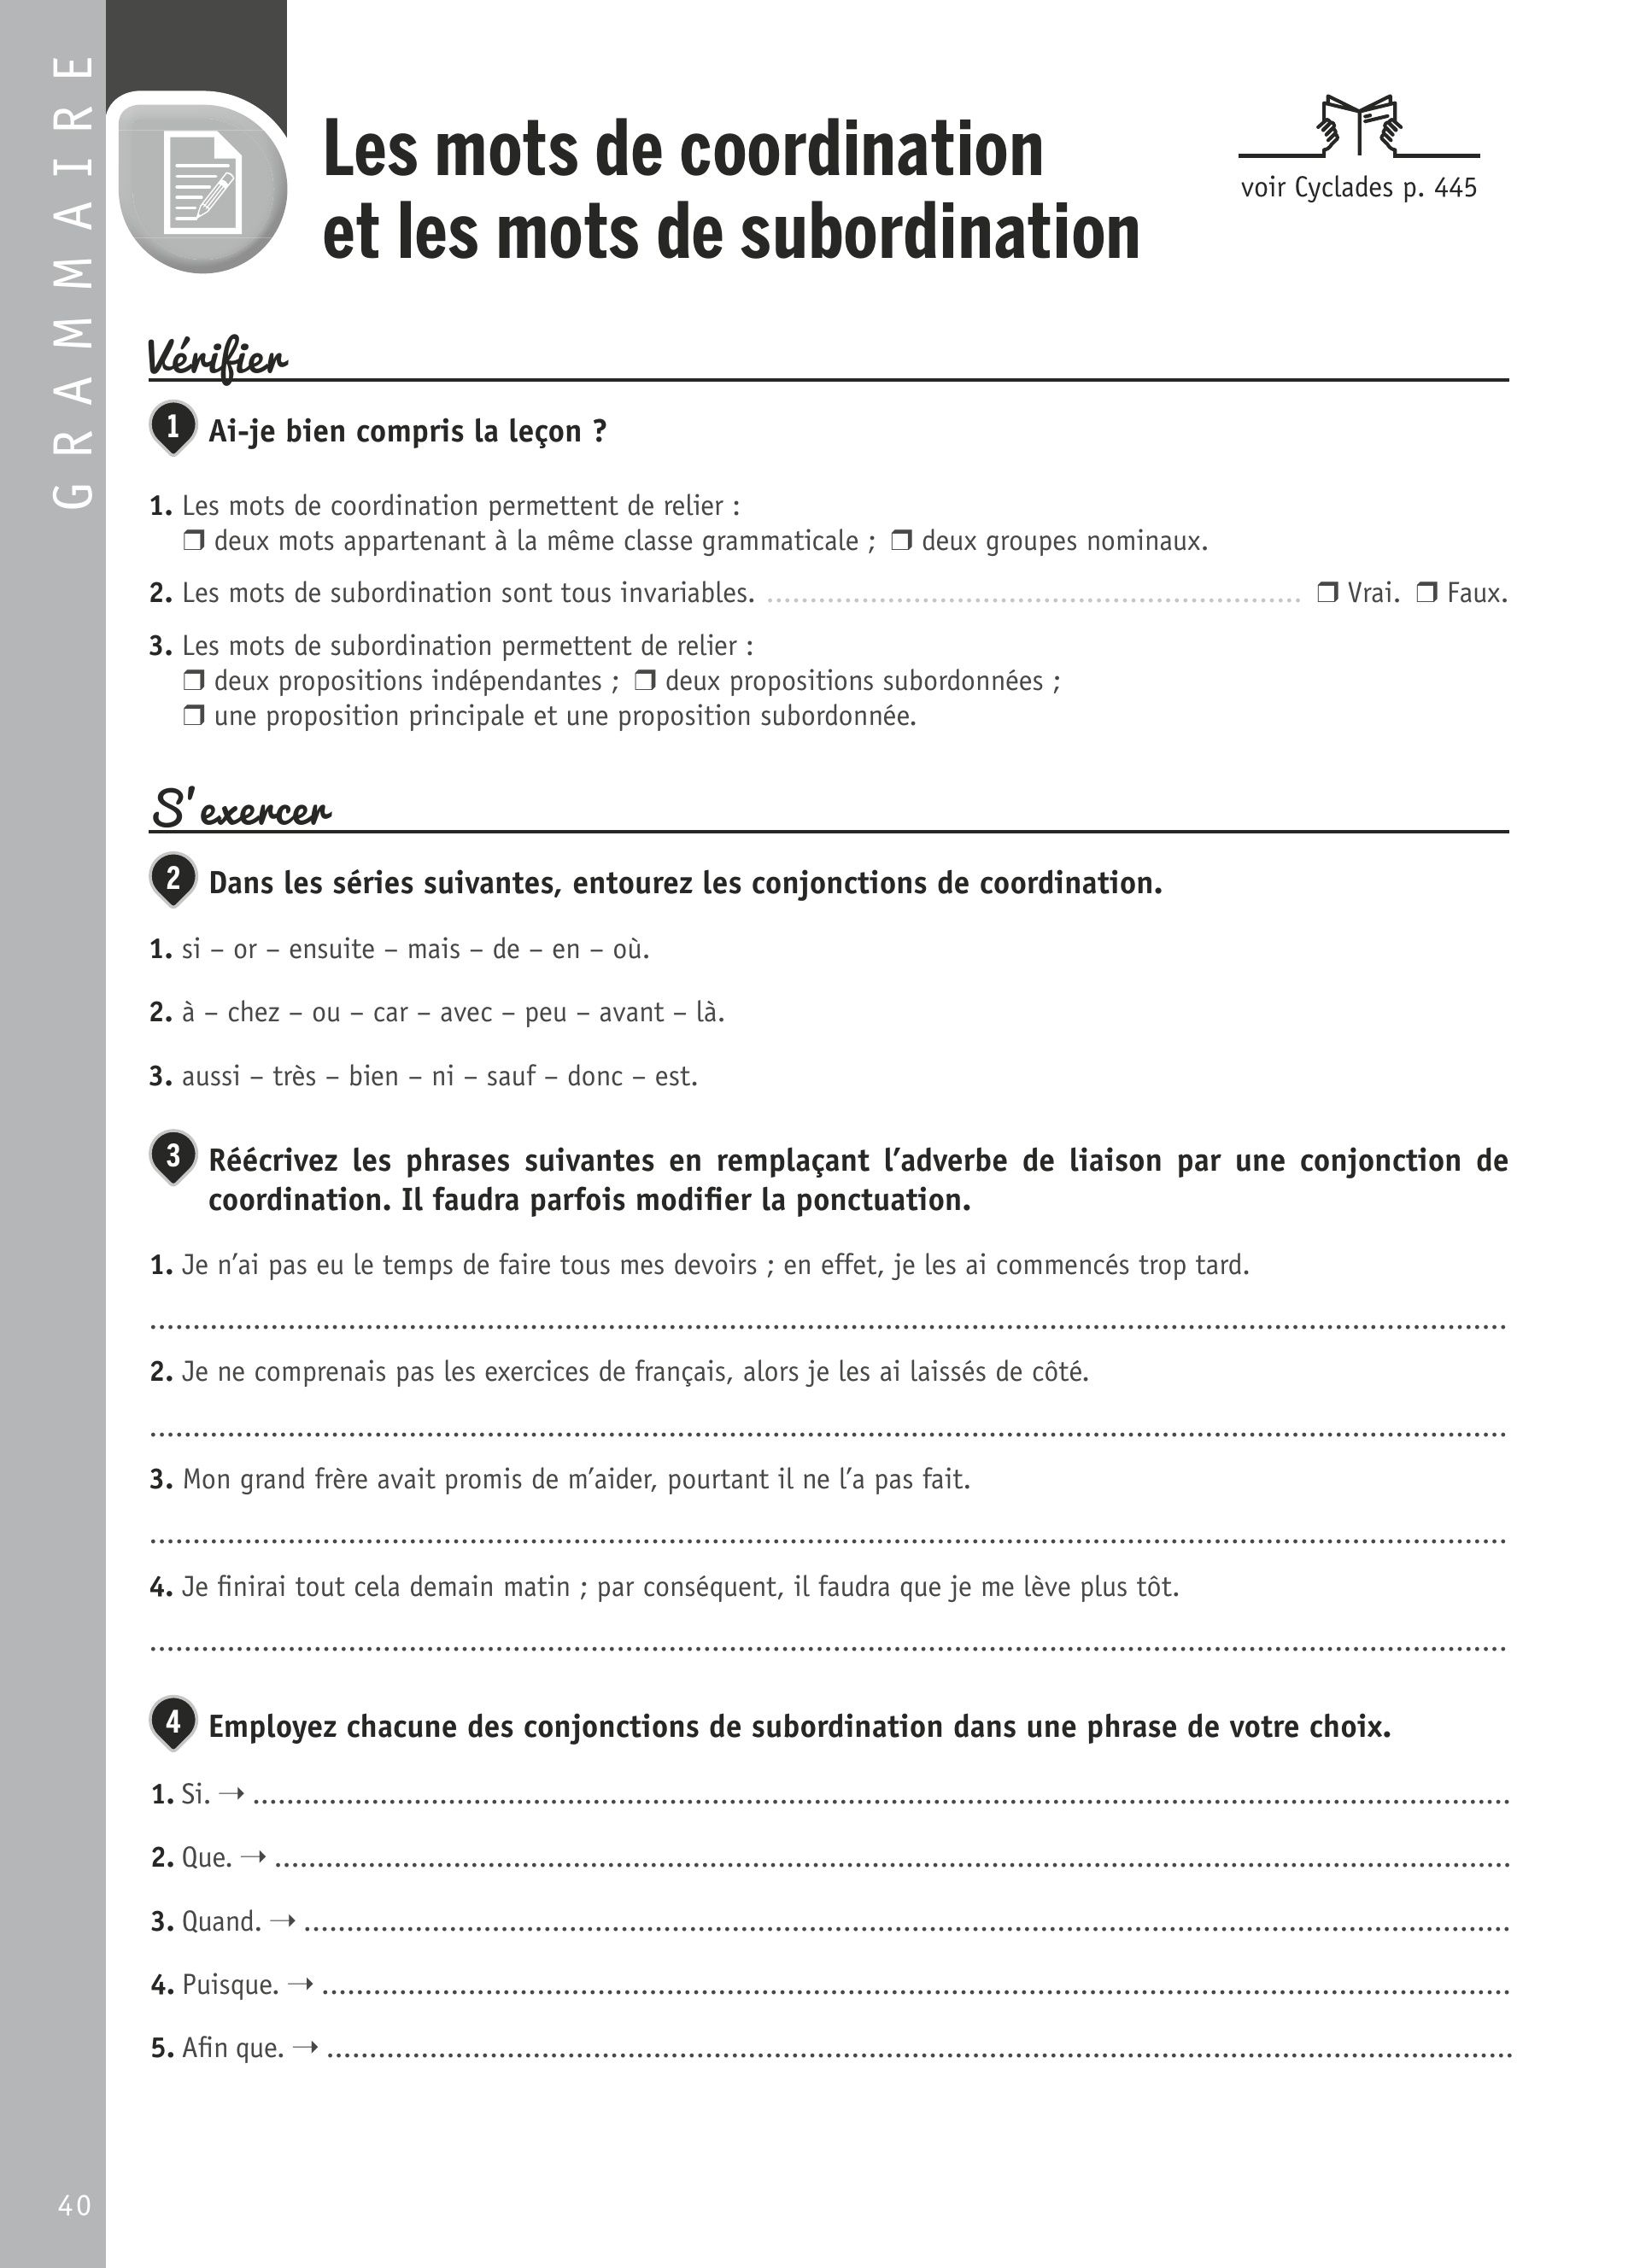 GRAMMAIRE
Les mots de coordination
et les mots de subordination
voir Cyclades p. 445
Vérifier
1 Ai-je bien compris la leçon ?
1. Les mots de coordination permettent de relier :
❒ deux mots appartenant à la même classe grammaticale ; ❒ deux groupes nominaux.
2. Les mots de subordination sont tous invariables. .............................................................. ❒ Vrai. ❒ Faux.
3. Les mots de subordination permettent de relier :
❒ deux propositions indépendantes ; ❒ deux propositions subordonnées ;
❒ une proposition principale et une proposition subordonnée.
S'exercer
2 Dans les séries suivantes, entourez les conjonctions de coordination.
1. si – or – ensuite – mais – de – en – où.
2. à – chez – ou – car – avec – peu – avant – là.
3. aussi – très – bien – ni – sauf – donc – est.
3 Réécrivez les phrases suivantes en remplaçant l’adverbe de liaison par une conjonction de
coordination. Il faudra parfois modifier la ponctuation.
1. Je n’ai pas eu le temps de faire tous mes devoirs ; en effet, je les ai commencés trop tard.
2. Je ne comprenais pas les exercices de français, alors je les ai laissés de côté.
3. Mon grand frère avait promis de m’aider, pourtant il ne l’a pas fait.
4. Je finirai tout cela demain matin ; par conséquent, il faudra que je me lève plus tôt.
4 Employez chacune des conjonctions de subordination dans une phrase de votre choix.
1. Si. →
2. Que. →
3. Quand. →
4. Puisque. →
5. Afin que. →
40